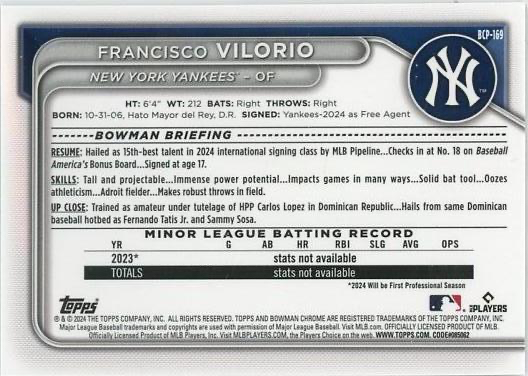 BCP-169
FRANCISCO VILORIO
NEW YORK YANKEES® - OF
NY
TM
HT: 6'4" WT: 212 BATS: Right THROWS: Right
BORN: 10-31-06, Hato Mayor del Rey, D.R. SIGNED: Yankees-2024 as Free Agent
BOWMAN BRIEFING
RESUME: Hailed as 15th-best talent in 2024 international signing class by MLB Pipeline...Checks in at No. 18 on Baseball
America's Bonus Board...Signed at age 17.
SKILLS: Tall and projectable...Immense power potential...Impacts games in many ways...Solid bat tool...Oozes
athleticism...Adroit fielder...Makes robust throws in field.
UP CLOSE: Trained as amateur under tutelage of HPP Carlos Lopez in Dominican Republic...Hails from same Dominican
baseball hotbed as Fernando Tatis Jr. and Sammy Sosa.
MINOR LEAGUE BATTING RECORD
YR G AB HR RBI SLG AVG OPS
2023* stats not available
TOTALS stats not available
*2024 Will be First Professional Season
Topps
PLAYERS
® & © 2024 THE TOPPS COMPANY, INC. ALL RIGHTS RESERVED. TOPPS AND BOWMAN CHROME ARE REGISTERED TRADEMARKS OF THE TOPPS COMPANY, INC.
Major League Baseball trademarks and copyrights are used with permission of Major League Baseball. Visit MLB.com. OFFICIALLY LICENSED PRODUCT OF MLB.
Officially Licensed Product of MLB Players, Inc. Visit MLBPLAYERS.COM, the Players Choice on the web. WWW.TOPPS.COM. CODE#085062